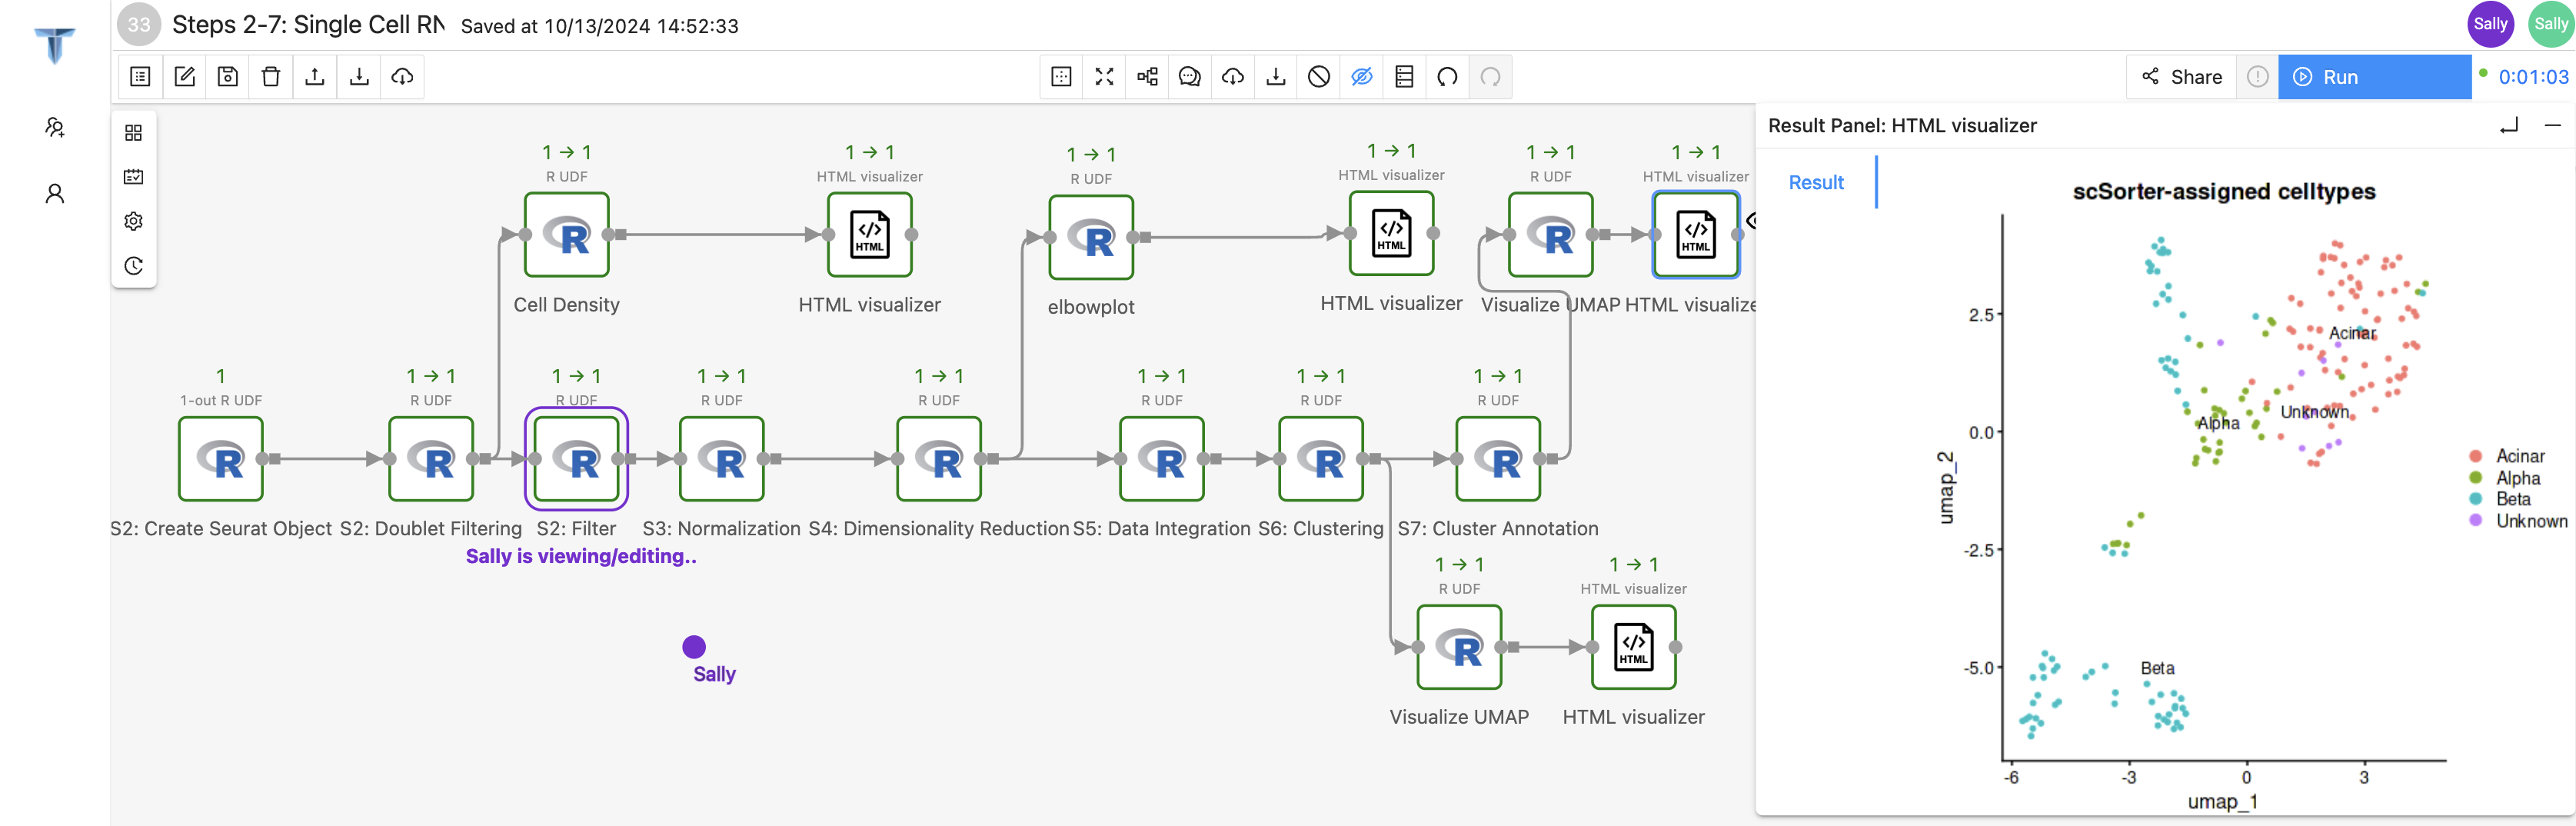 33 Steps 2-7: Single Cell RN Saved at 10/13/2024 14:52:33 Sally Sally
Share Run 0:01:03
Result Panel: HTML visualizer
Result
1 → 1 1 → 1 1 → 1 1 → 1 1 → 1 1 → 1
R UDF HTML visualizer R UDF HTML visualizer R UDF HTML visualizer
R </> HTML R </> HTML R </> HTML
Cell Density HTML visualizer elbowplot HTML visualizer Visualize UMAP HTML visualize
1 1 → 1 1 → 1 1 → 1 1 → 1 1 → 1 1 → 1 1 → 1
1-out R UDF R UDF R UDF R UDF R UDF R UDF R UDF R UDF
R R R R R R R R
S2: Create Seurat Object S2: Doublet Filtering S2: Filter S3: Normalization S4: Dimensionality Reduction S5: Data Integration S6: Clustering S7: Cluster Annotation
Sally is viewing/editing..
1 → 1 1 → 1
R UDF HTML visualizer
R </> HTML
Sally
Visualize UMAP HTML visualizer
scSorter-assigned celltypes
2.5
Acinar
Unknown
Alpha
0.0
umap_2
Acinar
Alpha
Beta
Unknown
-2.5
-5.0
Beta
-6 -3 0 3
umap_1